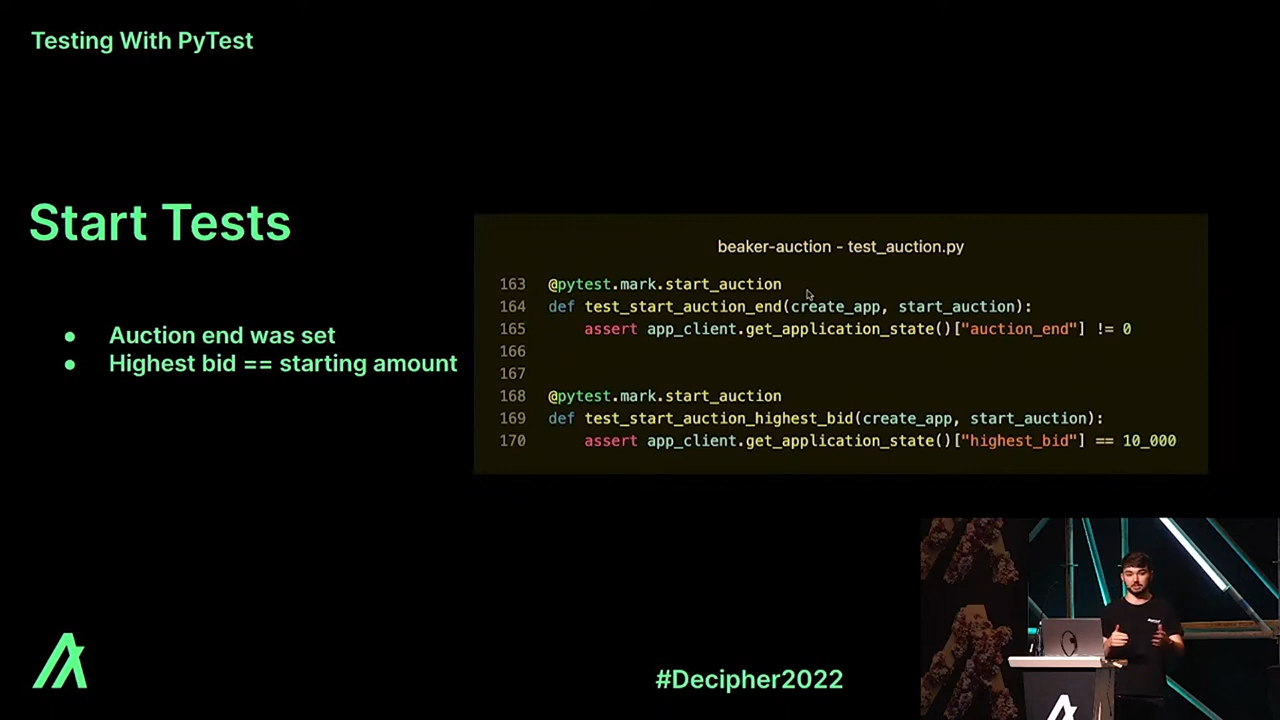 Testing With PyTest
Start Tests
● Auction end was set
● Highest bid == starting amount
beaker-auction - test_auction.py
163 @pytest.mark.start_auction
164 def test_start_auction_end(create_app, start_auction):
165 assert app_client.get_application_state()["auction_end"] != 0
166
167
168 @pytest.mark.start_auction
169 def test_start_auction_highest_bid(create_app, start_auction):
170 assert app_client.get_application_state()["highest_bid"] == 10_000
#Decipher2022